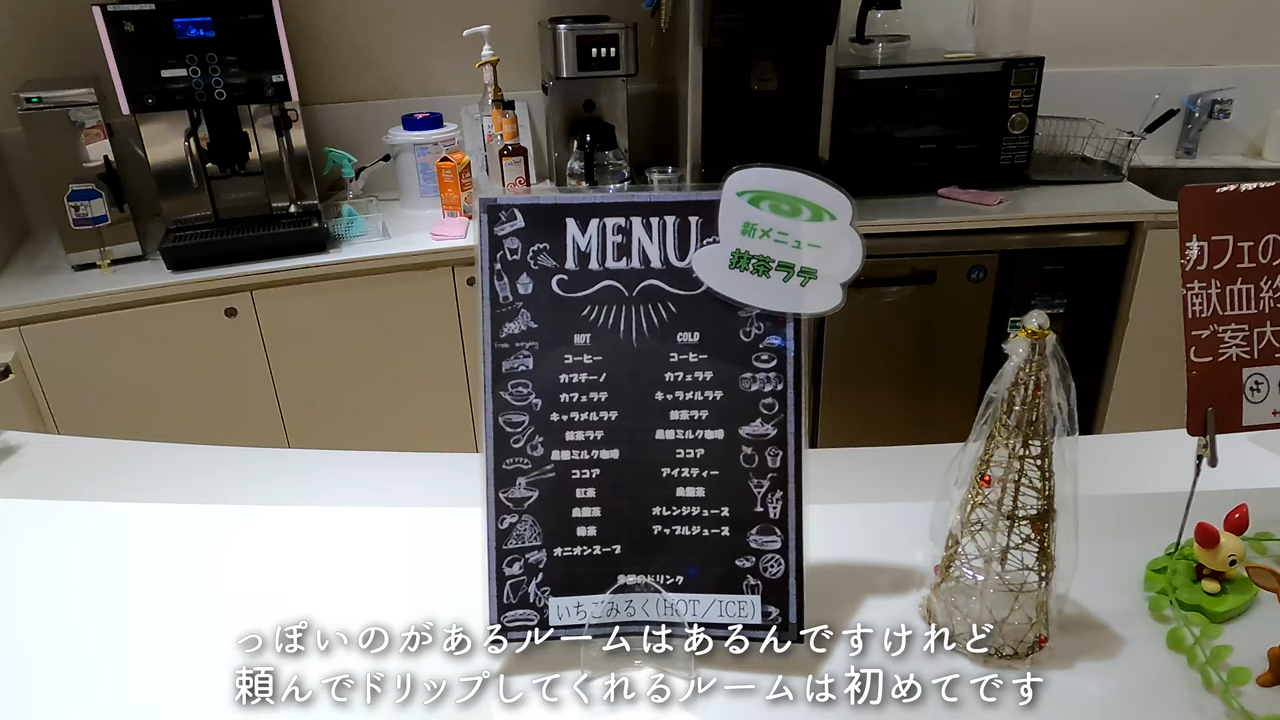 MENU
新メニュー
抹茶ラテ
HOT
コーヒー
カプチーノ
カフェラテ
キャラメルラテ
抹茶ラテ
黒糖ミルク珈琲
ココア
紅茶
烏龍茶
緑茶
オニオンスープ
COLD
コーヒー
カフェラテ
キャラメルラテ
抹茶ラテ
黒糖ミルク珈琲
ココア
アイスティー
烏龍茶
オレンジジュース
アップルジュース
季節のドリンク
いちごみるく(HOT/ICE)
カフェの
献血終
ご案内
っぽいのがあるルームはあるんですけれど
頼んでドリップしてくれるルームは初めてです